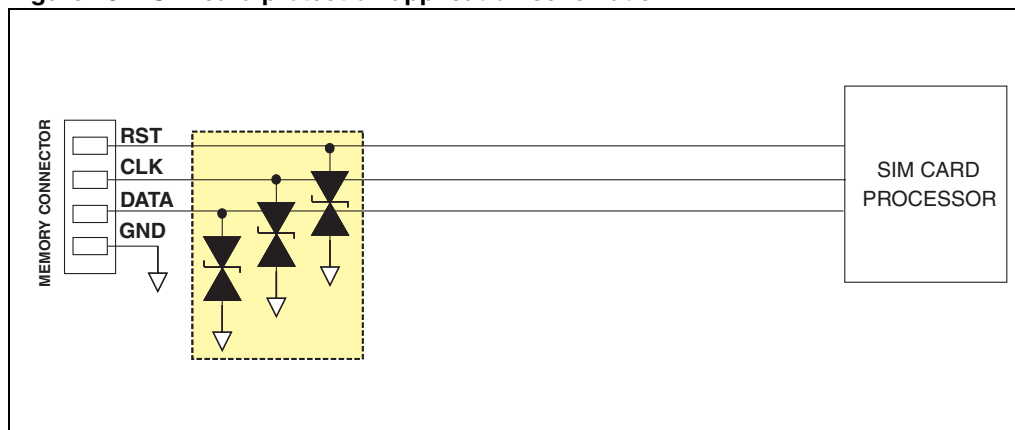 MEMORY CONNECTOR
RST
CLK
DATA
GND
SIM CARD
PROCESSOR